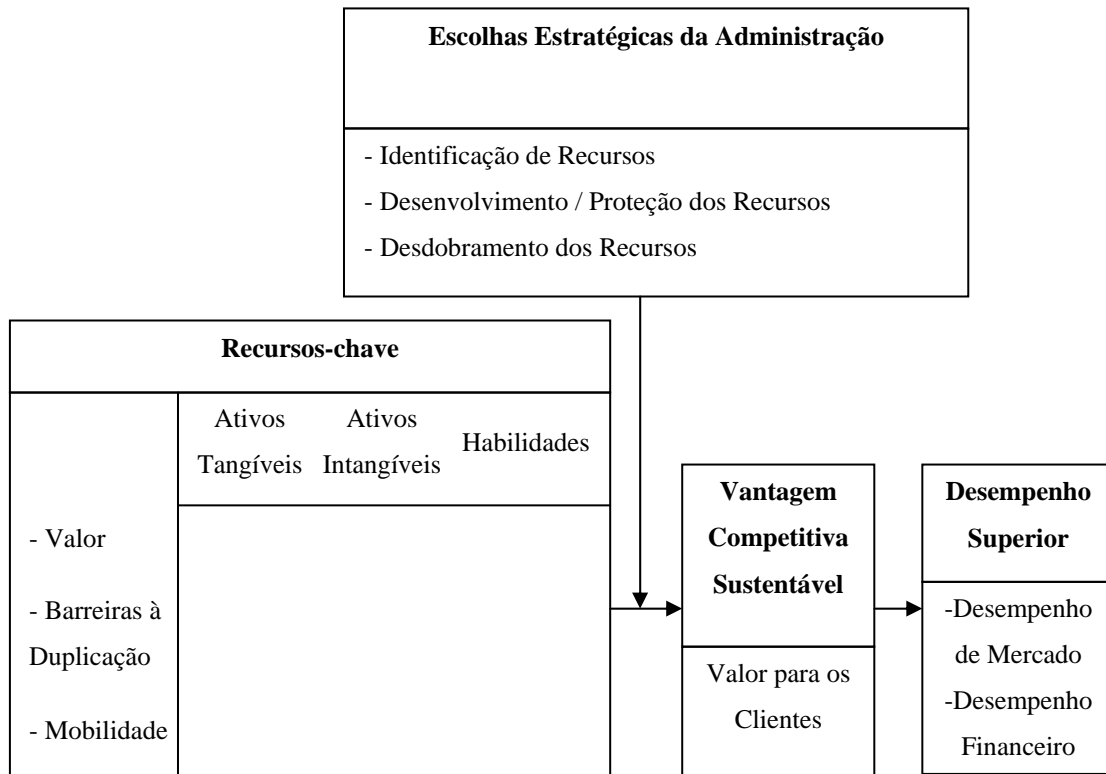 Escolhas Estratégicas da Administração
- Identificação de Recursos
- Desenvolvimento / Proteção dos Recursos
- Desdobramento dos Recursos
Recursos-chave
Ativos
Tangíveis
Ativos
Intangíveis
Habilidades
- Valor
- Barreiras à
Duplicação
- Mobilidade
Vantagem
Competitiva
Sustentável
Valor para os
Clientes
Desempenho
Superior
-Desempenho
de Mercado
-Desempenho
Financeiro